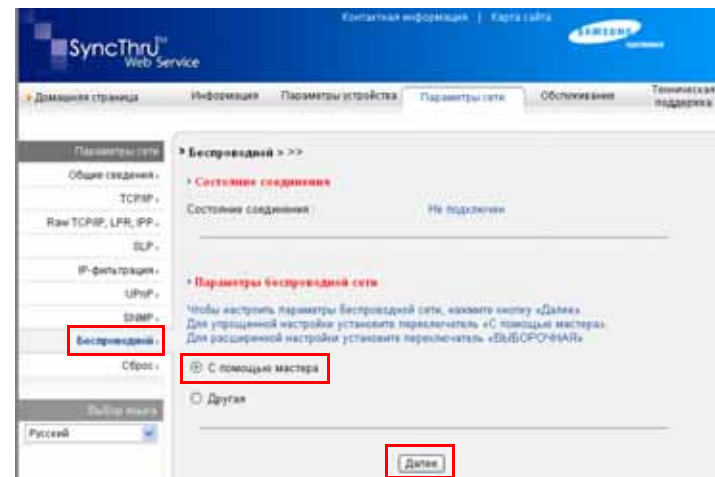 Контактная информация | Карта сайта
SAMSUNG
ELECTRONICS
SyncThru™
Web Service
Домашняя страница
Информация
Параметры устройства
Параметры сети
Обслуживание
Техническая
поддержка
Параметры сети
Общие сведения
TCP/IP
Raw TCP/IP, LPR, IPP
SLP
IP-фильтрация
UPnP
SNMP
Беспроводной
Сброс
Выбор языка
Русский
Беспроводной > >>
Состояние соединения
Состояние соединения :
Не подключен
Параметры беспроводной сети
Чтобы настроить параметры беспроводной сети, нажмите кнопку «Далее».
Для упрощенной настройки установите переключатель «С помощью мастера».
Для расширенной настройки установите переключатель «ВЫБОРОЧНАЯ»
С помощью мастера
Другая
Далее